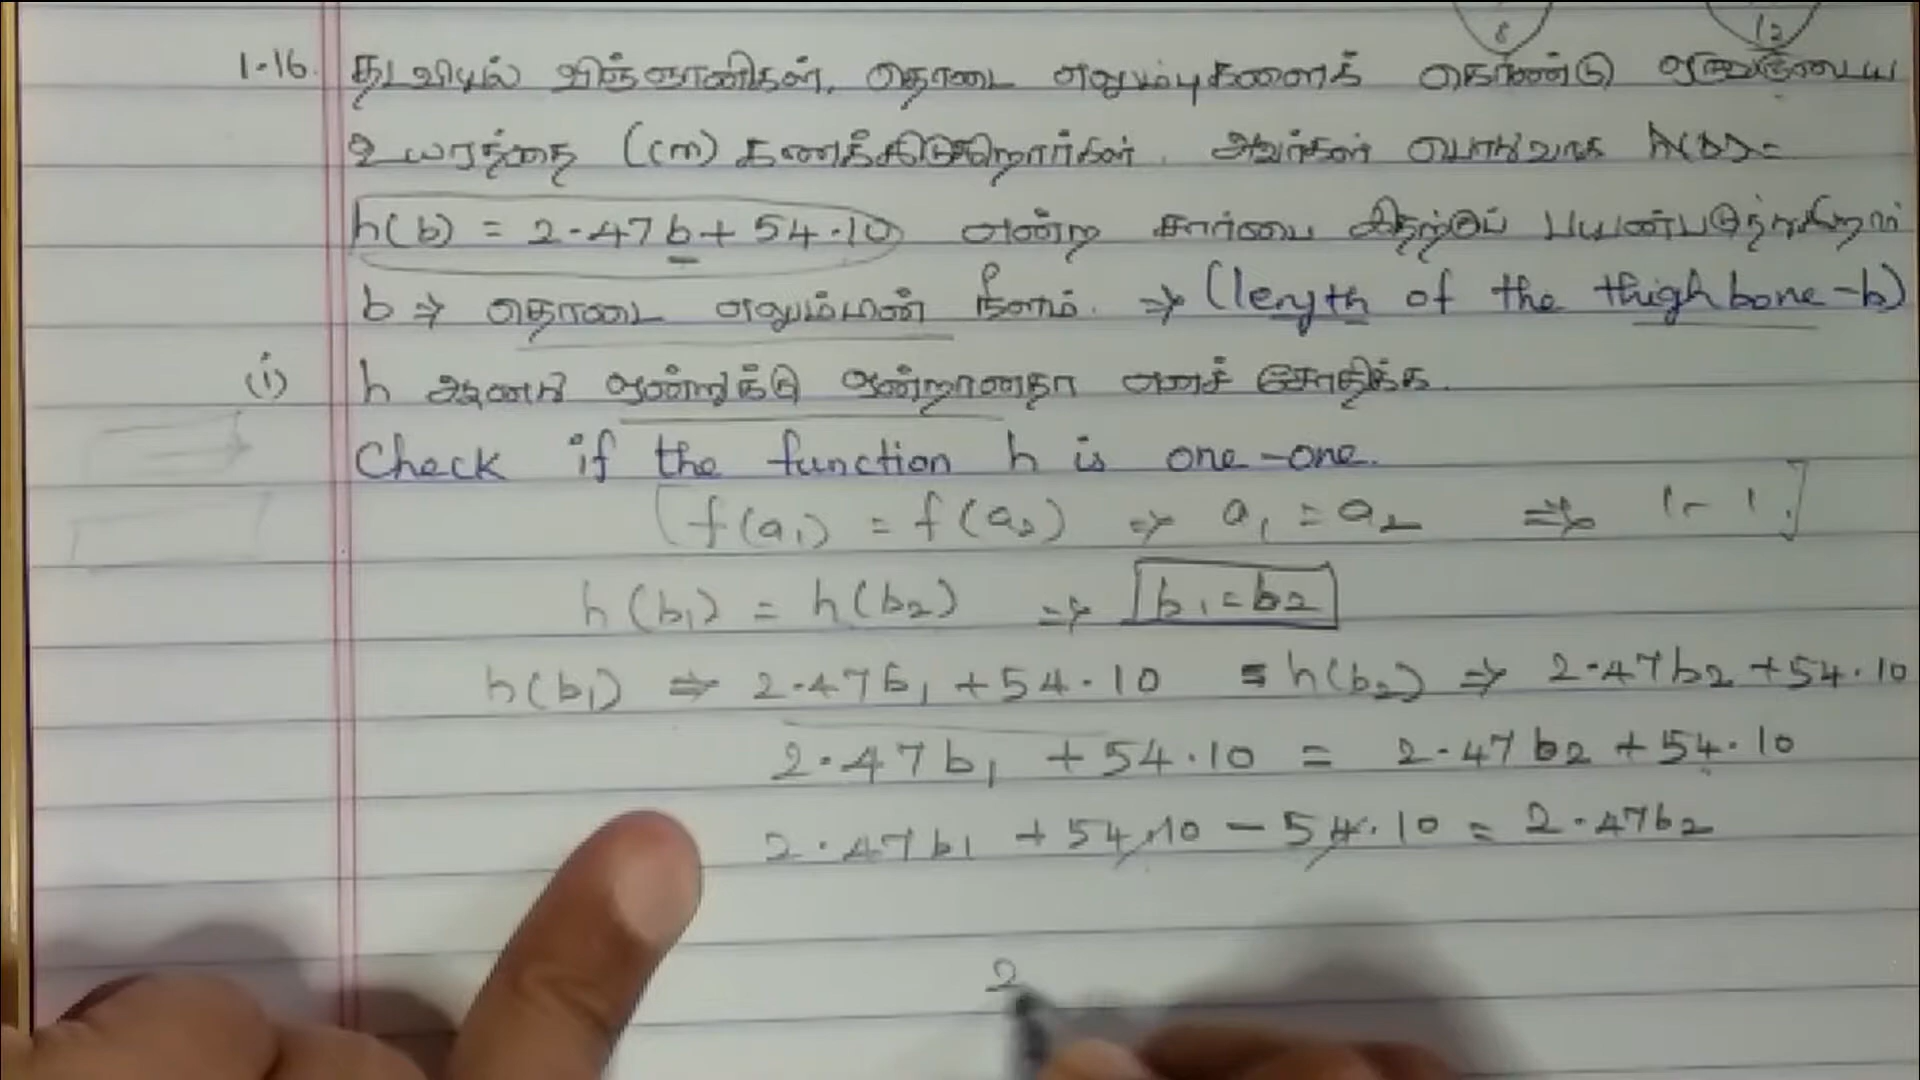 8 12
1.16. தடவியல் விஞ்ஞானிகள், தொடை எலும்புகளைக் கொண்டு ஒருவருடைய
உயரத்தை (cm) கணக்கிடுகிறார்கள். அவர்கள் பொதுவாக h(b)=
h(b) = 2.47b + 54.10 என்ற சார்பை இதற்குப்
b ⇒ தொடை எலும்பின் நீளம். ⇒ (length of the thigh bone-b)
(i) h ஆனது ஒன்றுக்கு ஒன்றானதா எனச் சோதிக்க.
Check if the function h is one-one.
[f(a₁) = f(a₂) ⇒ a₁ = a₂ ⇒ 1-1.]
h(b₁) = h(b₂) ⇒ b₁=b₂
h(b₁) ⇒ 2.47b₁ + 54.10 = h(b₂) ⇒ 2.47b₂ + 54.10
2.47b₁ + 54.10 = 2.47b₂ + 54.10
2.47b₁ + 54.10 - 54.10 = 2.47b₂
2